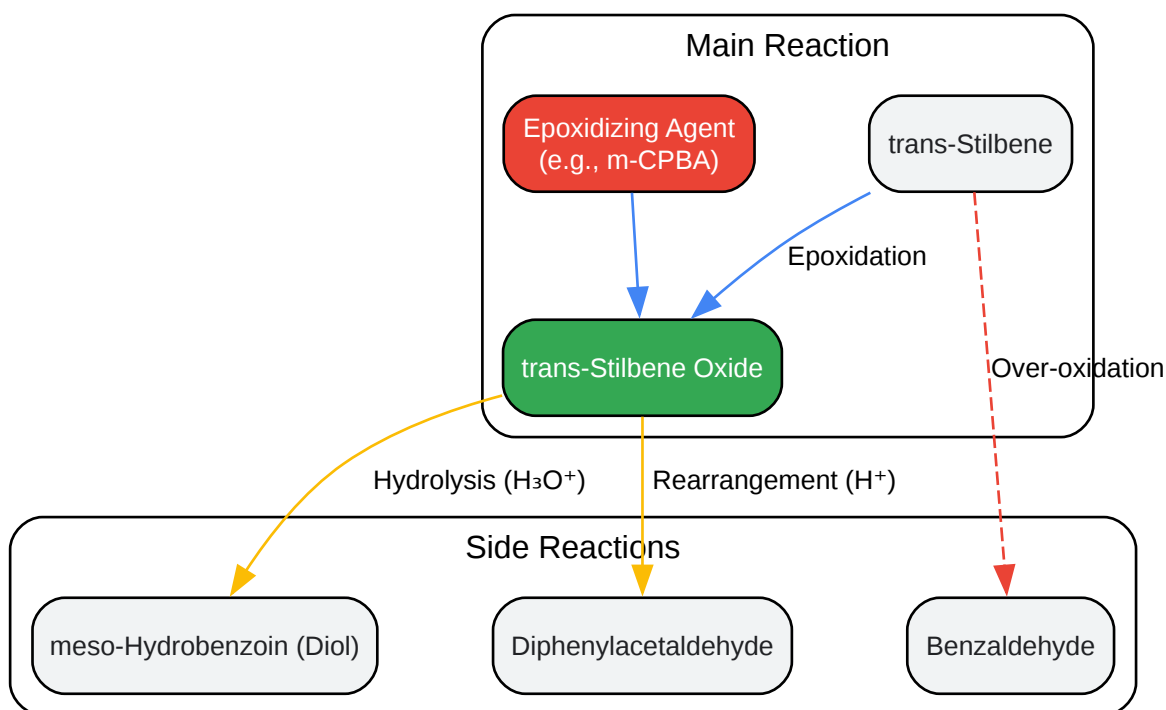 Main Reaction
Epoxidizing Agent
(e.g., m-CPBA)
trans-Stilbene
Epoxidation
trans-Stilbene Oxide
Over-oxidation
Hydrolysis (H₃O⁺)
Rearrangement (H⁺)
Side Reactions
meso-Hydrobenzoin (Diol)
Diphenylacetaldehyde
Benzaldehyde